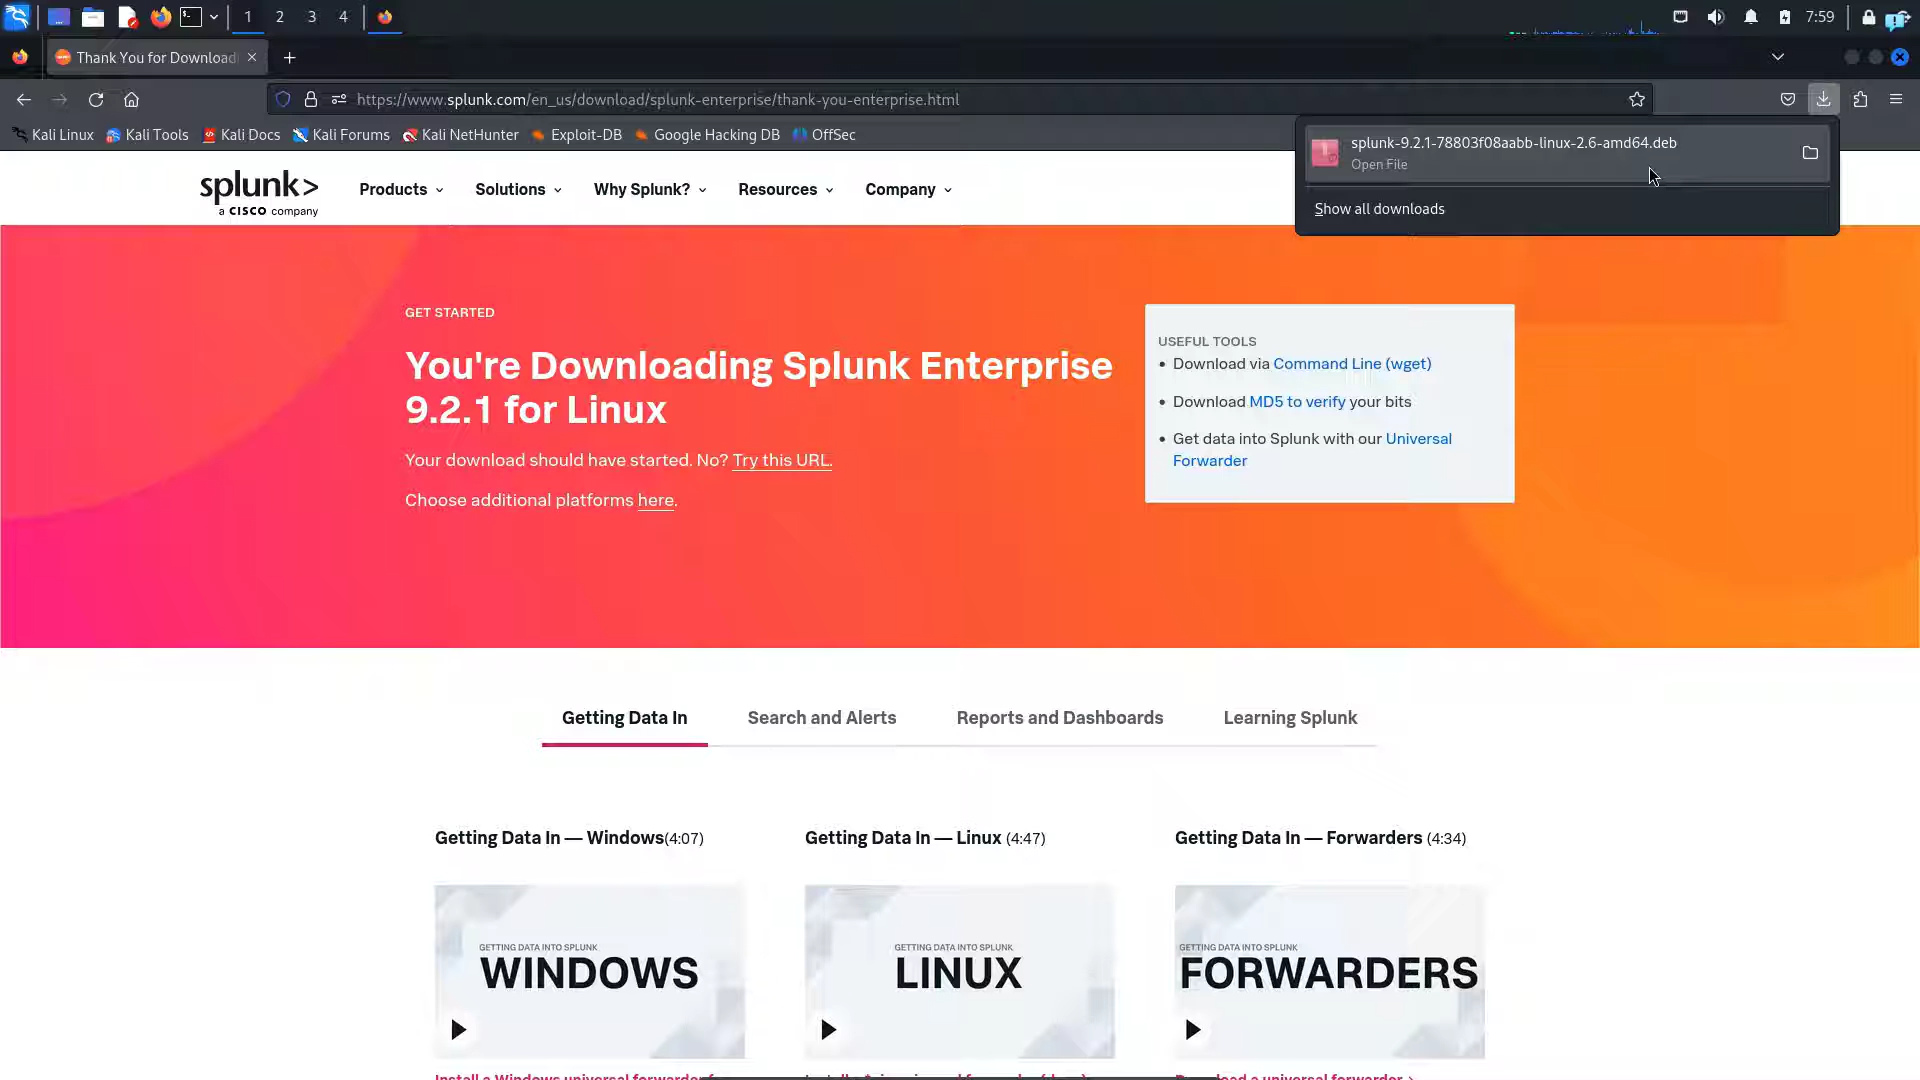 1 2 3 4
7:59
Thank You for Download
https://www.splunk.com/en_us/download/splunk-enterprise/thank-you-enterprise.html
Kali Linux Kali Tools Kali Docs Kali Forums Kali NetHunter Exploit-DB Google Hacking DB OffSec
splunk-9.2.1-78803f08aabb-linux-2.6-amd64.deb
Open File
Show all downloads
splunk>
a CISCO company
Products Solutions Why Splunk? Resources Company
GET STARTED
You're Downloading Splunk Enterprise
9.2.1 for Linux
Your download should have started. No? Try this URL.
Choose additional platforms here.
USEFUL TOOLS
• Download via Command Line (wget)
• Download MD5 to verify your bits
• Get data into Splunk with our Universal
Forwarder
Getting Data In Search and Alerts Reports and Dashboards Learning Splunk
Getting Data In — Windows(4:07)
Getting Data In — Linux (4:47)
Getting Data In — Forwarders (4:34)
GETTING DATA INTO SPLUNK
WINDOWS
GETTING DATA INTO SPLUNK
LINUX
GETTING DATA INTO SPLUNK
FORWARDERS
Install a Windows universal forwarder
Download a universal forwarder >